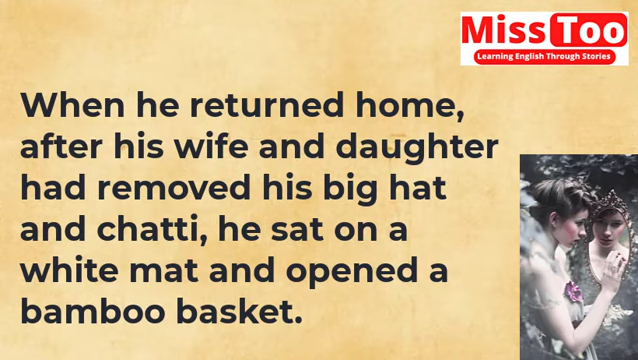 Miss Too
Learning English Through Stories
When he returned home,
after his wife and daughter
had removed his big hat
and chatti, he sat on a
white mat and opened a
bamboo basket.